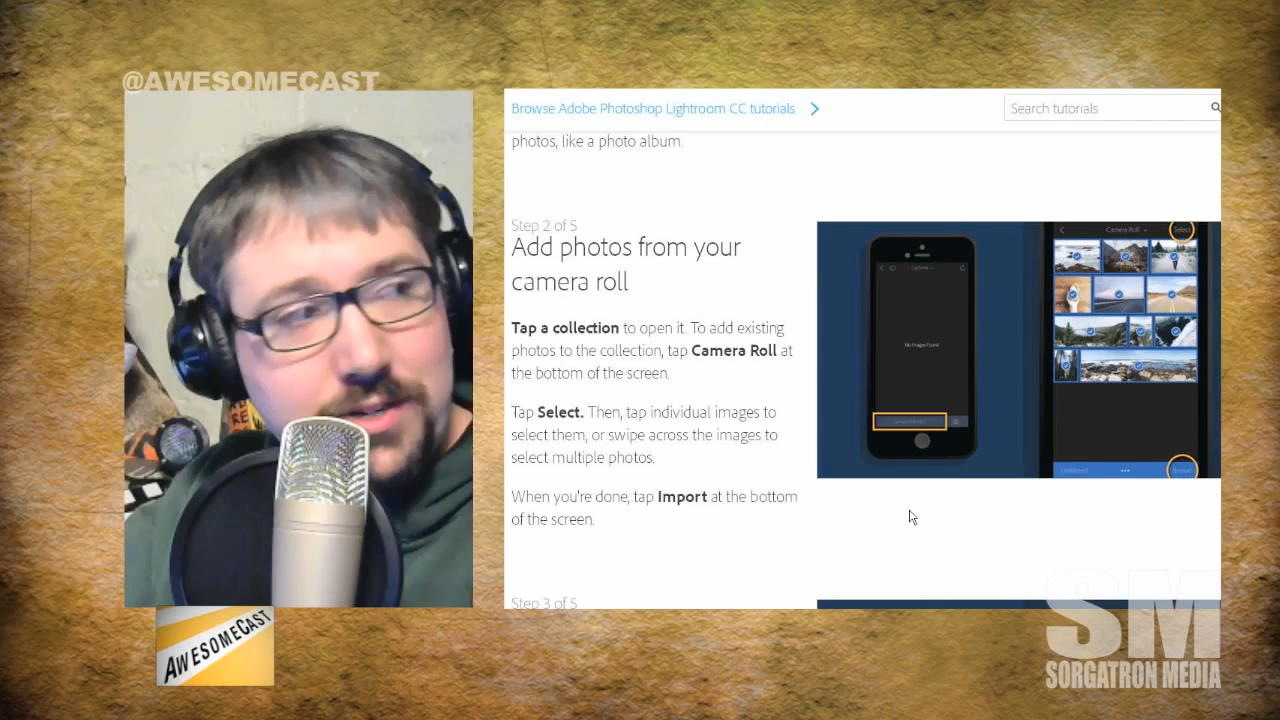 @AWESOMECAST
Browse Adobe Photoshop Lightroom CC tutorials
Search tutorials
photos, like a photo album.
Step 2 of 5
Add photos from your
camera roll
Tap a collection to open it. To add existing
photos to the collection, tap Camera Roll at
the bottom of the screen.
Tap Select. Then, tap individual images to
select them, or swipe across the images to
select multiple photos.
When you're done, tap Import at the bottom
of the screen.
Step 3 of 5
Camera Roll
Select
No Images Found
AWESOMECAST
SM
SORGATRON MEDIA